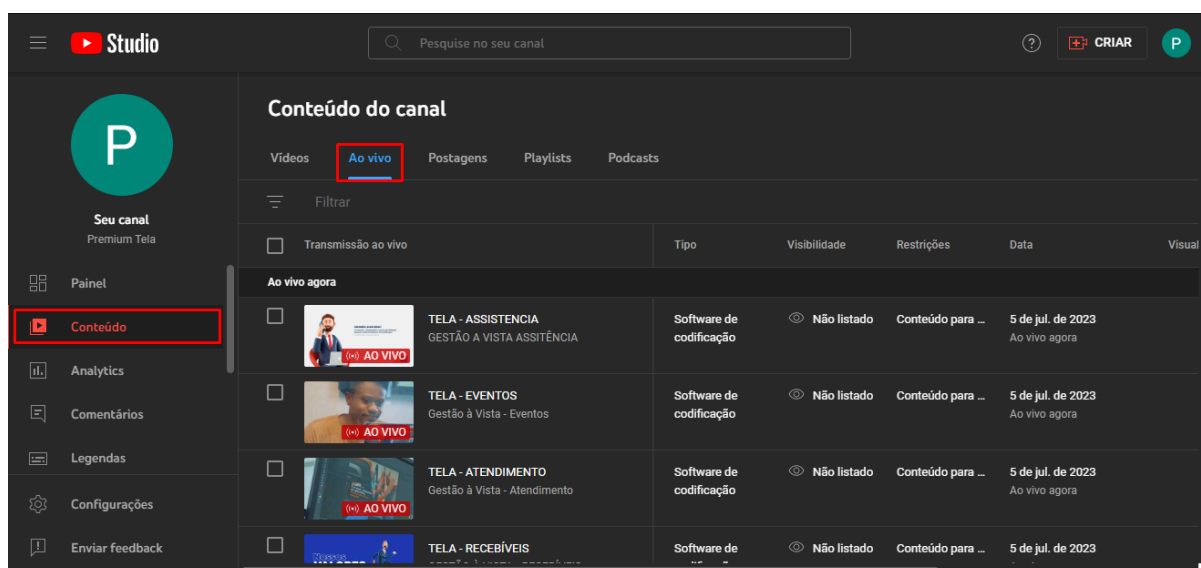 Studio
Pesquise no seu canal
CRIAR
P
P
Seu canal
Premium Tela
Painel
Conteúdo
Analytics
Comentários
Legendas
Configurações
Enviar feedback
Conteúdo do canal
Vídeos Ao vivo Postagens Playlists Podcasts
Filtrar
Transmissão ao vivo Tipo Visibilidade Restrições Data Visual
Ao vivo agora
AO VIVO
TELA - ASSISTENCIA
GESTÃO A VISTA ASSITÊNCIA
Software de
codificação
Não listado
Conteúdo para ...
5 de jul. de 2023
Ao vivo agora
AO VIVO
TELA - EVENTOS
Gestão à Vista - Eventos
Software de
codificação
Não listado
Conteúdo para ...
5 de jul. de 2023
Ao vivo agora
AO VIVO
TELA - ATENDIMENTO
Gestão à Vista - Atendimento
Software de
codificação
Não listado
Conteúdo para ...
5 de jul. de 2023
Ao vivo agora
Nossos
TELA - RECEBÍVEIS
Software de
Não listado
Conteúdo para ...
5 de jul. de 2023